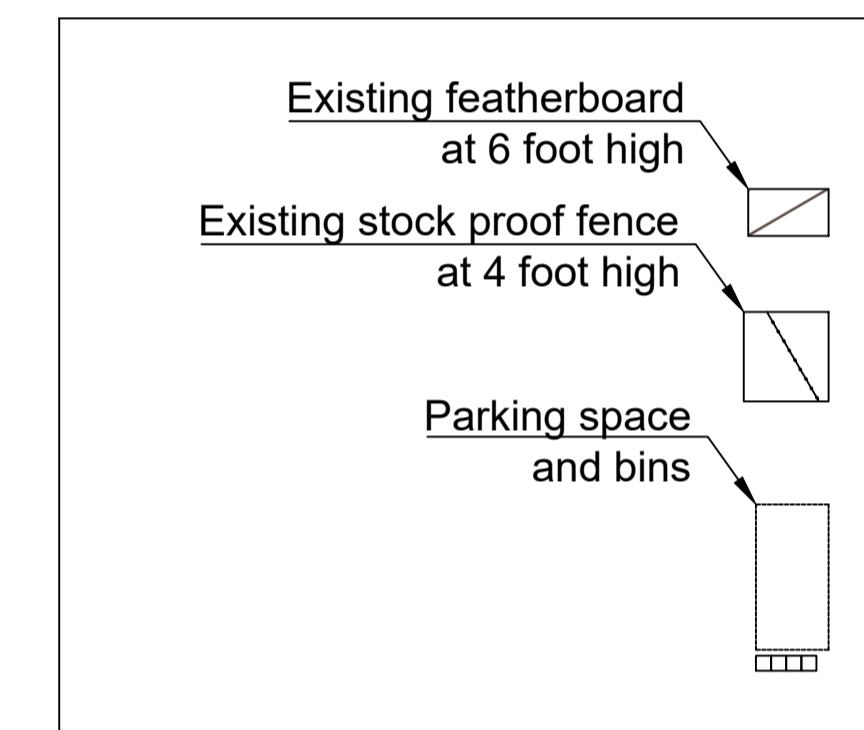 Existing featherboard
at 6 foot high
Existing stock proof fence
at 4 foot high
Parking space
and bins